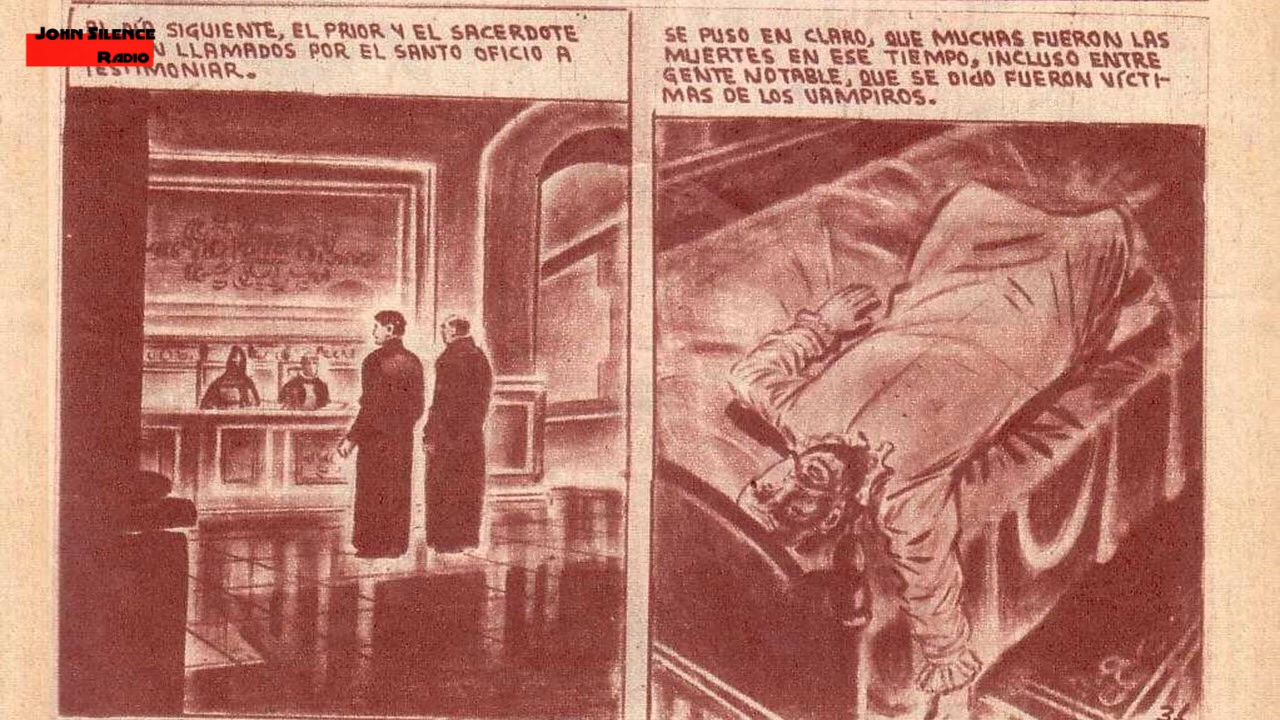 JOHN SILENCE
RADIO
DÍA SIGUIENTE, EL PRIOR Y EL SACERDOTE
LLAMADOS POR EL SANTO OFICIO A
TESTIMONIAR.
SE PUSO EN CLARO, QUE MUCHAS FUERON LAS
MUERTES EN ESE TIEMPO, INCLUSO ENTRE
GENTE NOTABLE, QUE SE DIJO FUERON VÍCTI-
MAS DE LOS VAMPIROS.